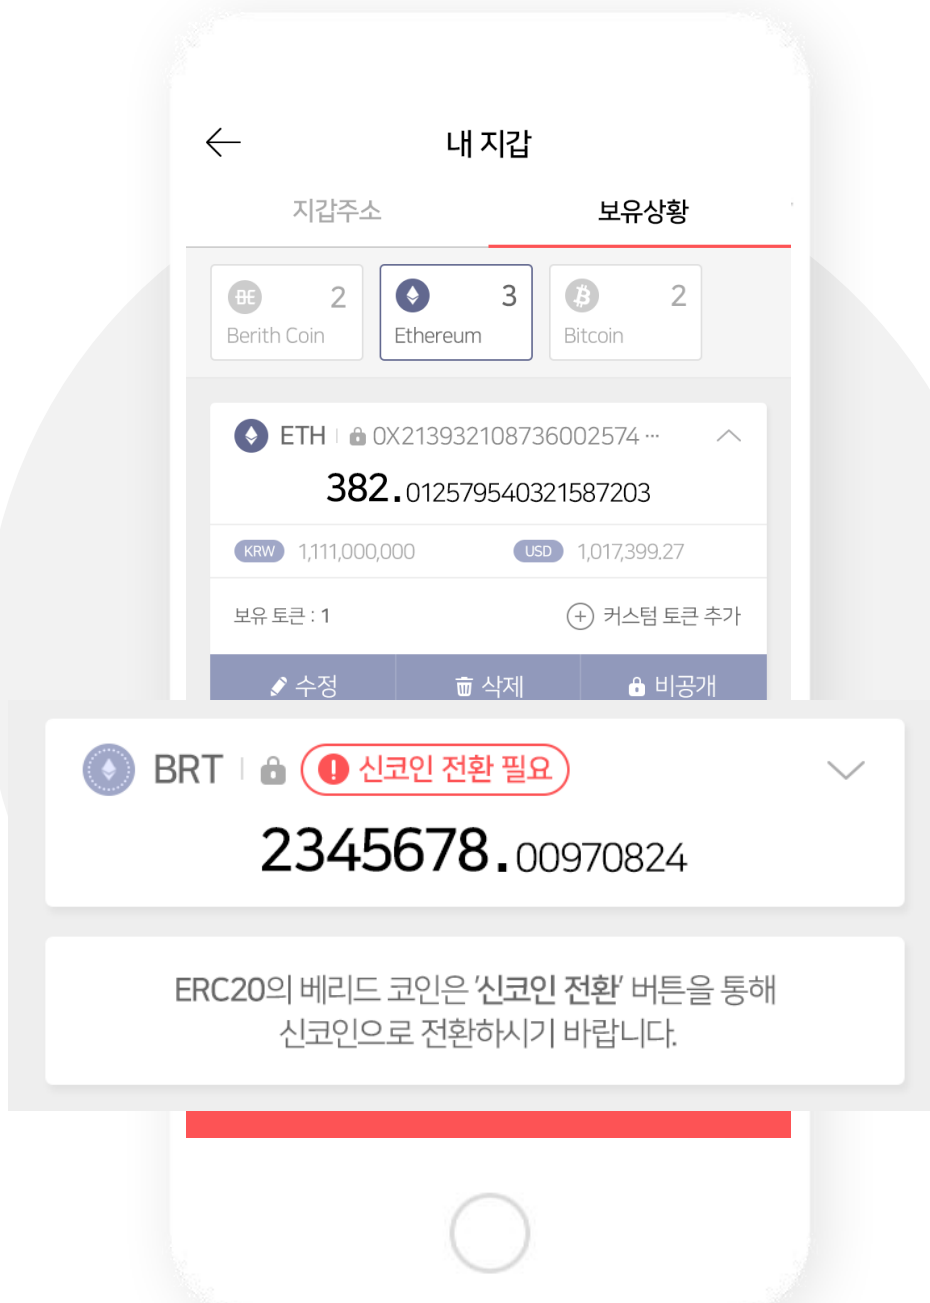 내 지갑
지갑주소 보유상황
2 3 2
Berith Coin Ethereum Bitcoin
ETH 0X213932108736002574 ···
382.012579540321587203
KRW 1,111,000,000 USD 1,017,399.27
보유 토큰 : 1 커스텀 토큰 추가
수정 삭제 비공개
BRT 신코인 전환 필요
2345678.00970824
ERC20의 베리드 코인은 '신코인 전환' 버튼을 통해
신코인으로 전환하시기 바랍니다.